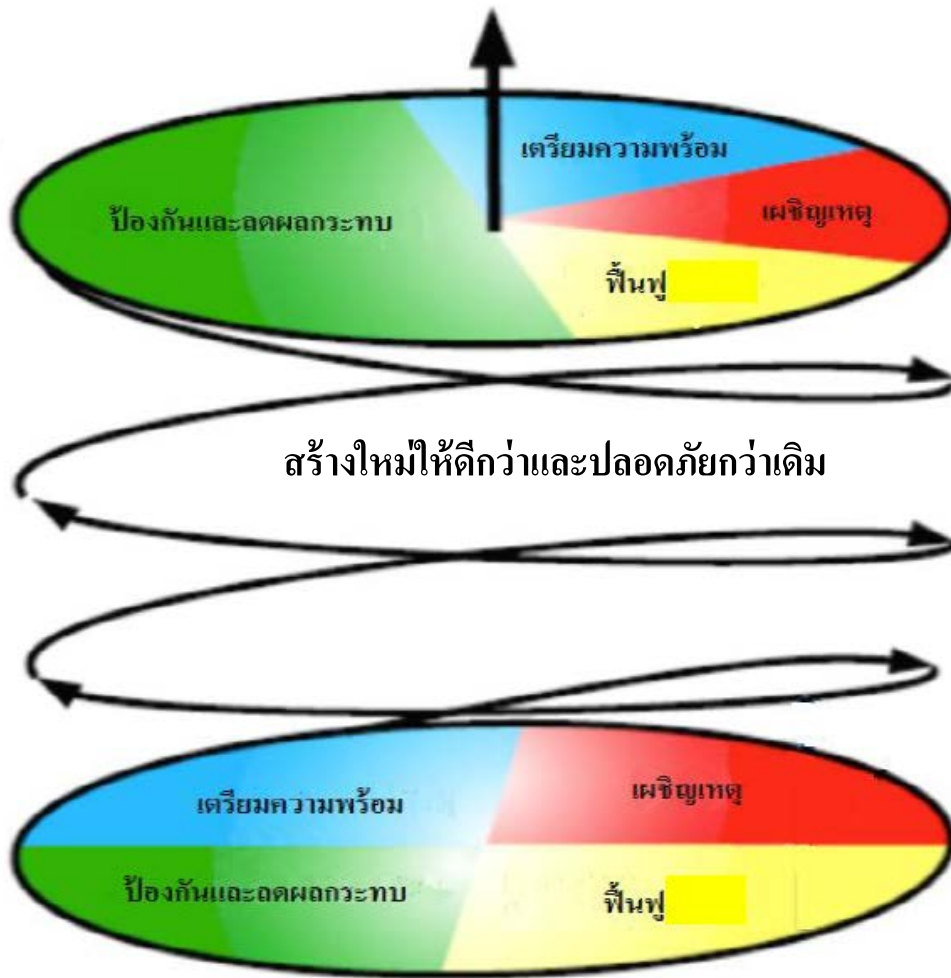 เตรียมความพร้อม
ป้องกันและลดผลกระทบ
เผชิญเหตุ
ฟื้นฟู
สร้างใหม่ให้ดีกว่าและปลอดภัยกว่าเดิม
เตรียมความพร้อม
เผชิญเหตุ
ป้องกันและลดผลกระทบ
ฟื้นฟู